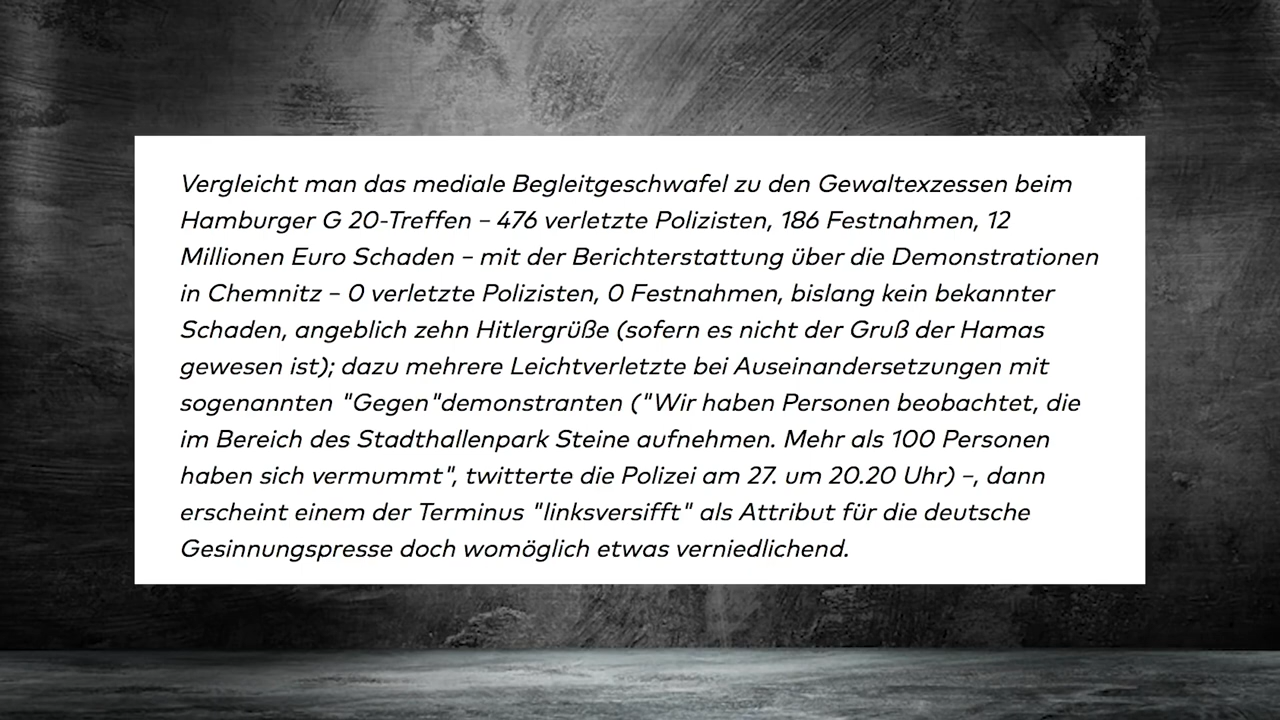 Vergleicht man das mediale Begleitgeschwafel zu den Gewaltexzessen beim
Hamburger G 20-Treffen – 476 verletzte Polizisten, 186 Festnahmen, 12
Millionen Euro Schaden – mit der Berichterstattung über die Demonstrationen
in Chemnitz – 0 verletzte Polizisten, 0 Festnahmen, bislang kein bekannter
Schaden, angeblich zehn Hitlergrüße (sofern es nicht der Gruß der Hamas
gewesen ist); dazu mehrere Leichtverletzte bei Auseinandersetzungen mit
sogenannten "Gegen"demonstranten ("Wir haben Personen beobachtet, die
im Bereich des Stadthallenpark Steine aufnehmen. Mehr als 100 Personen
haben sich vermummt", twitterte die Polizei am 27. um 20.20 Uhr) –, dann
erscheint einem der Terminus "linksversifft" als Attribut für die deutsche
Gesinnungspresse doch womöglich etwas verniedlichend.